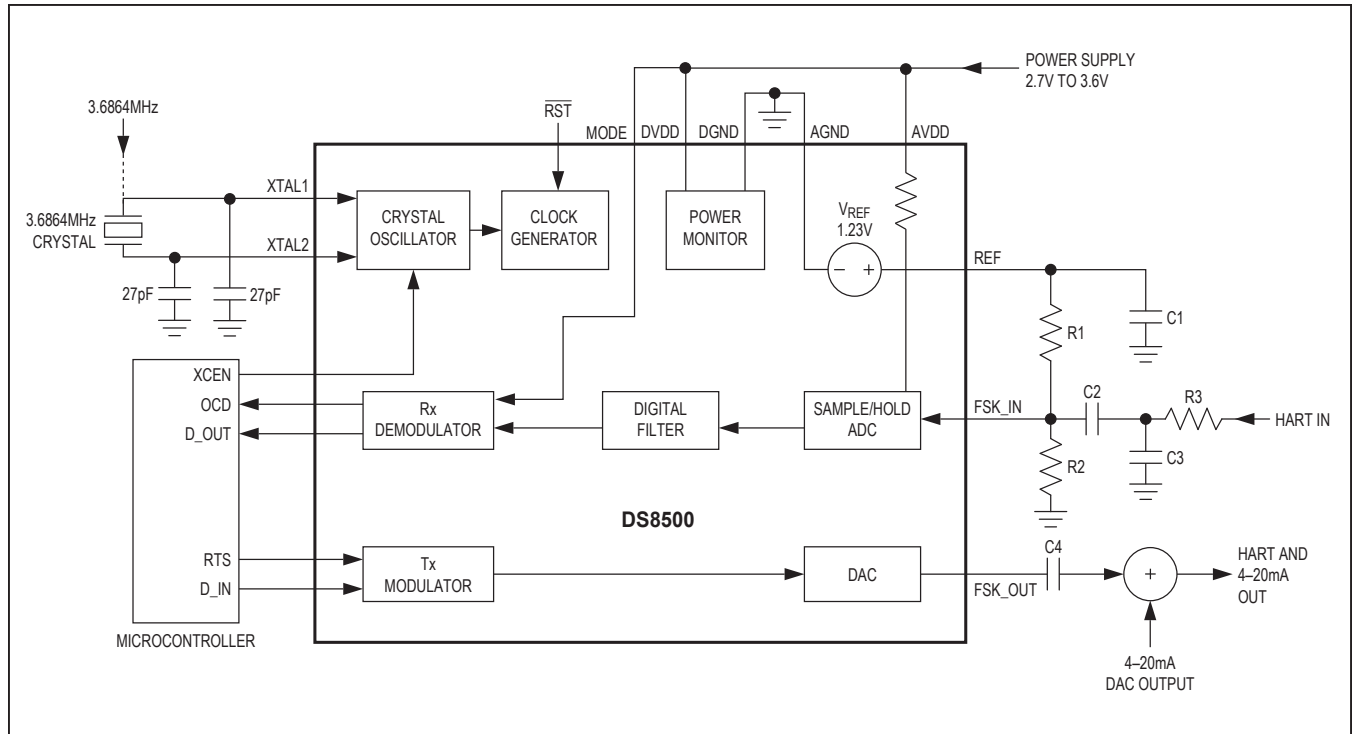 POWER SUPPLY
2.7V TO 3.6V
3.6864MHz
RST
MODE
DVDD
DGND
AGND
AVDD
XTAL1
3.6864MHz
CRYSTAL
XTAL2
27pF
27pF
CRYSTAL
OSCILLATOR
CLOCK
GENERATOR
POWER
MONITOR
VREF
1.23V
– +
REF
R1
C1
XCEN
OCD
D_OUT
Rx
DEMODULATOR
DIGITAL
FILTER
SAMPLE/HOLD
ADC
FSK_IN
C2
R3
HART IN
R2
C3
DS8500
RTS
D_IN
Tx
MODULATOR
DAC
FSK_OUT
C4
+
HART AND
4–20mA
OUT
MICROCONTROLLER
4–20mA
DAC OUTPUT